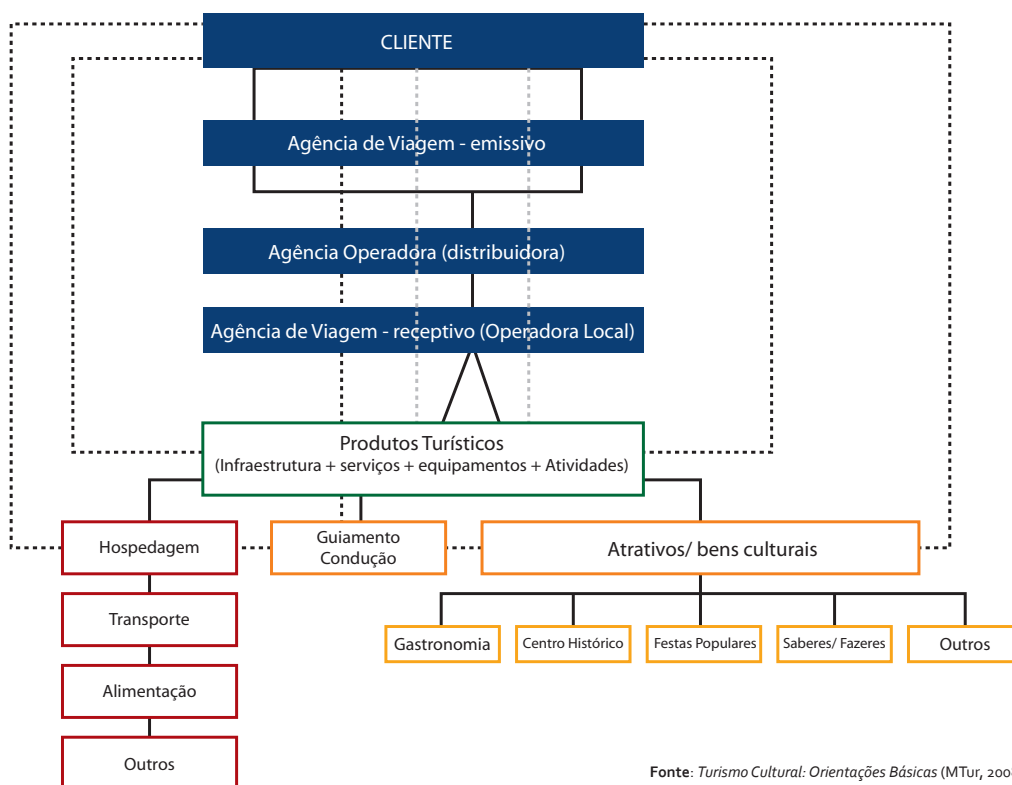 CLIENTE
Agência de Viagem - emissivo
Agência Operadora (distribuidora)
Agência de Viagem - receptivo (Operadora Local)
Produtos Turísticos
(Infraestrutura + serviços + equipamentos + Atividades)
Hospedagem
Guiamento
Condução
Atrativos/ bens culturais
Transporte
Alimentação
Outros
Gastronomia
Centro Histórico
Festas Populares
Saberes/ Fazeres
Outros
Fonte: Turismo Cultural: Orientações Básicas (MTur, 2008